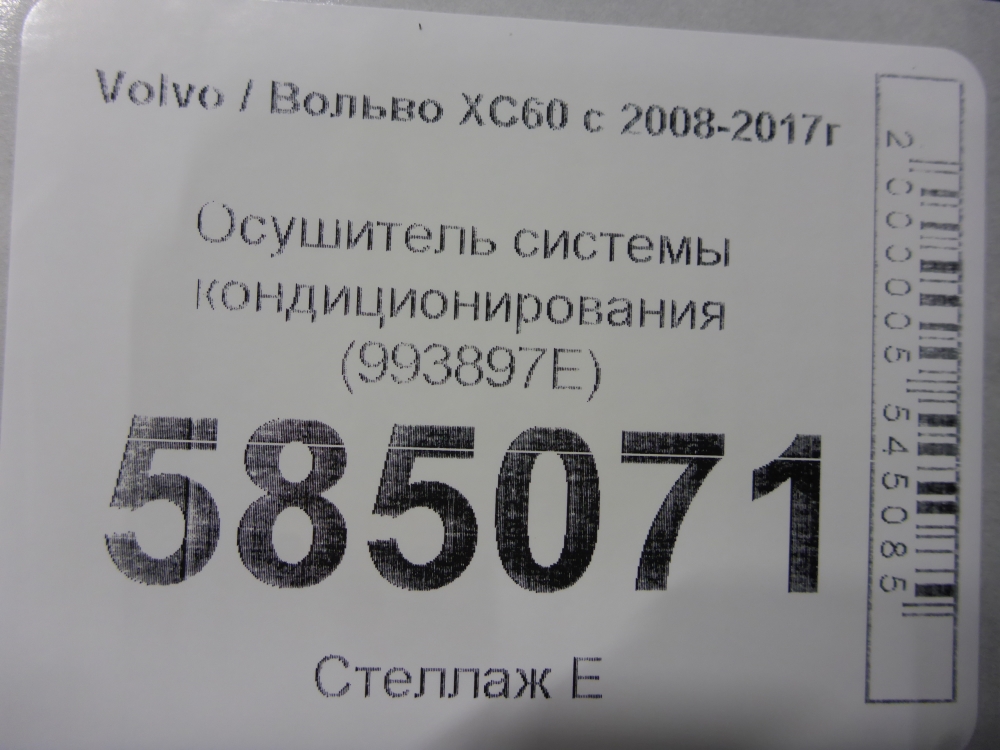 Volvo / Вольво XC60 с 2008-2017г
Осушитель системы
кондиционирования
(993897E)
585071
Стеллаж Е
2000005545085